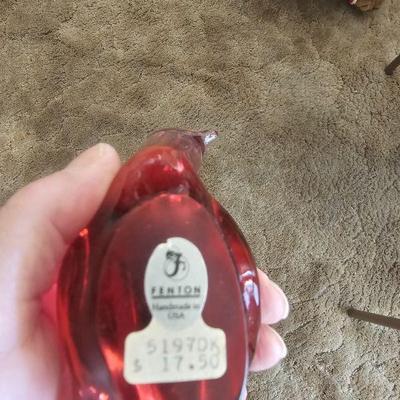 FENTON
Handmade in
USA
5197DK
$ 17.50